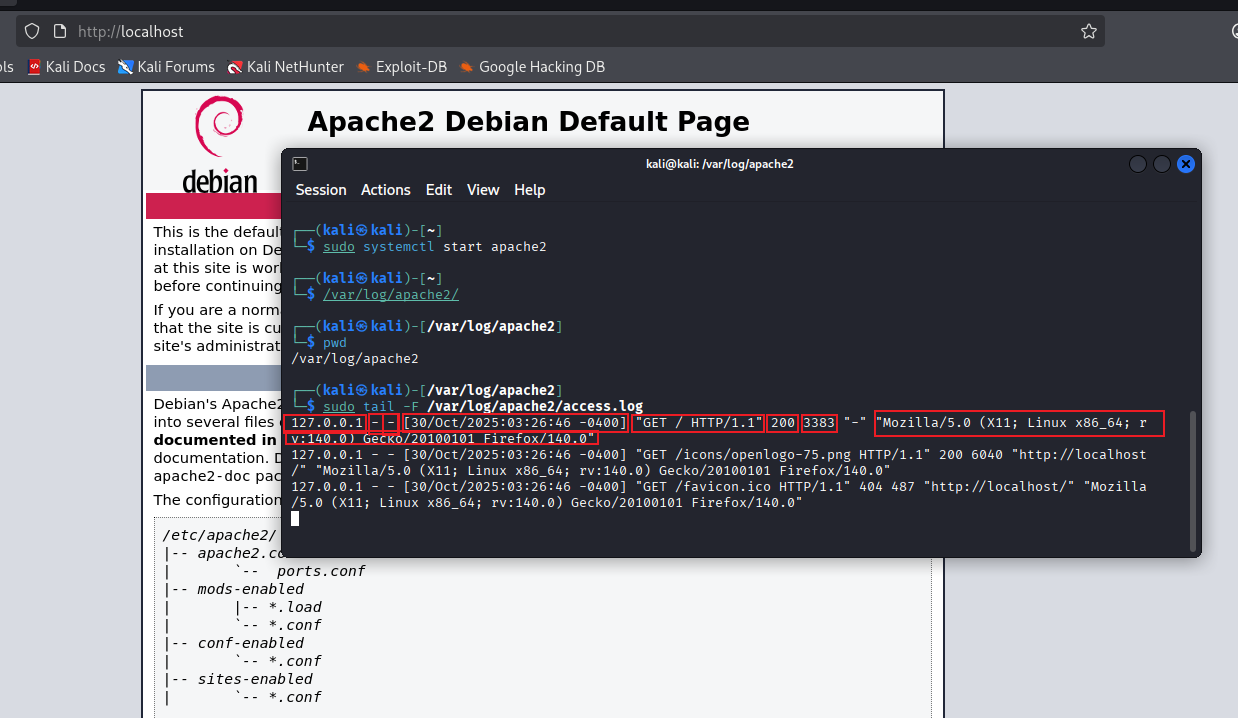 http://localhost
ols Kali Docs Kali Forums Kali NetHunter Exploit-DB Google Hacking DB
Apache2 Debian Default Page
debian
This is the default
installation on De
at this site is wor
before continuing
If you are a norm
that the site is cu
site's administrat
Debian's Apache2
into several files
documented in
documentation. D
apache2-doc pac
The configuration
/etc/apache2/
|-- apache2.co
|       `--  ports.conf
|-- mods-enabled
|       |-- *.load
|       `-- *.conf
|-- conf-enabled
|       `-- *.conf
|-- sites-enabled
|       `-- *.conf
kali@kali: /var/log/apache2
Session Actions Edit View Help
┌──(kali㉿kali)-[~]
└─$ sudo systemctl start apache2
┌──(kali㉿kali)-[~]
└─$ /var/log/apache2/
┌──(kali㉿kali)-[/var/log/apache2]
└─$ pwd
/var/log/apache2
┌──(kali㉿kali)-[/var/log/apache2]
└─$ sudo tail -F /var/log/apache2/access.log
127.0.0.1 - - [30/Oct/2025:03:26:46 -0400] "GET / HTTP/1.1" 200 3383 "-" "Mozilla/5.0 (X11; Linux x86_64; r
v:140.0) Gecko/20100101 Firefox/140.0"
127.0.0.1 - - [30/Oct/2025:03:26:46 -0400] "GET /icons/openlogo-75.png HTTP/1.1" 200 6040 "http://localhost
/" "Mozilla/5.0 (X11; Linux x86_64; rv:140.0) Gecko/20100101 Firefox/140.0"
127.0.0.1 - - [30/Oct/2025:03:26:46 -0400] "GET /favicon.ico HTTP/1.1" 404 487 "http://localhost/" "Mozilla
/5.0 (X11; Linux x86_64; rv:140.0) Gecko/20100101 Firefox/140.0"